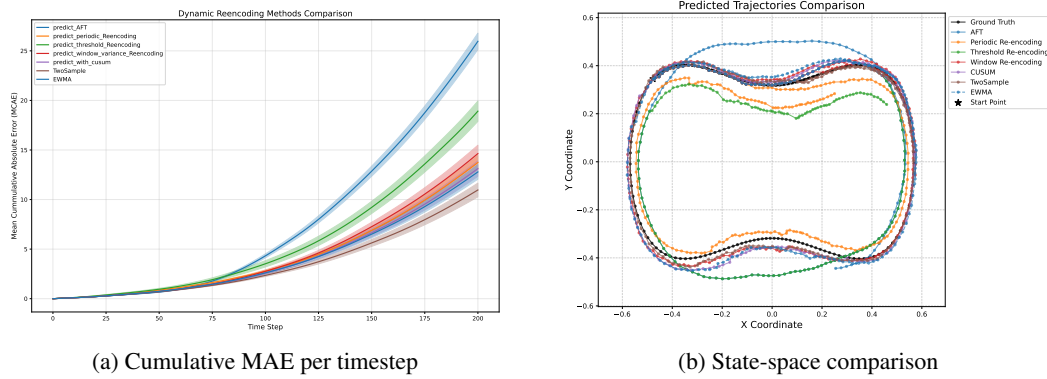 Dynamic Reencoding Methods Comparison
predict_AFT
predict_periodic_Reencoding
predict_threshold_Reencoding
predict_window_variance_Reencoding
predict_with_cusum
TwoSample
EWMA
Mean Cummulative Absolute Error (MCAE)
25
20
15
10
5
0
0
25
50
75
100
125
150
175
200
Time Step
(a) Cumulative MAE per timestep
Predicted Trajectories Comparison
Ground Truth
AFT
Periodic Re-encoding
Threshold Re-encoding
Window Re-encoding
CUSUM
TwoSample
EWMA
Start Point
Y Coordinate
0.6
0.4
0.2
0.0
−0.2
−0.4
−0.6
−0.6
−0.4
−0.2
0.0
0.2
0.4
0.6
X Coordinate
(b) State-space comparison